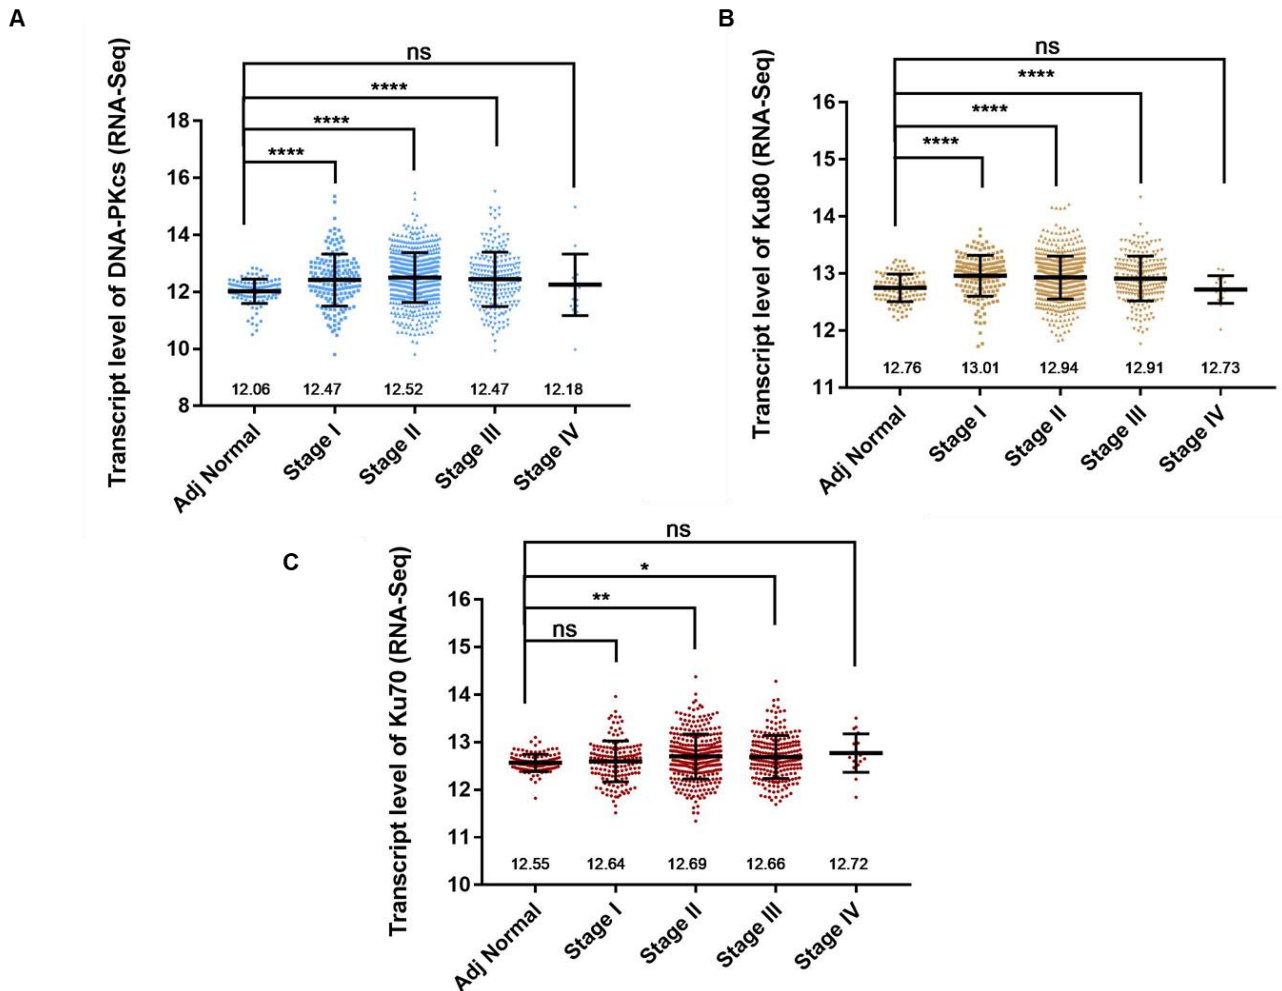 A
Transcript level of DNA-PKcs (RNA-Seq)
ns
****
****
****
18
16
14
12
10
8
12.06 12.47 12.52 12.47 12.18
Adj Normal Stage I Stage II Stage III Stage IV
B
Transcript level of Ku80 (RNA-Seq)
ns
****
****
****
16
15
14
13
12
11
12.76 13.01 12.94 12.91 12.73
Adj Normal Stage I Stage II Stage III Stage IV
C
Transcript level of Ku70 (RNA-Seq)
ns
*
**
ns
16
15
14
13
12
11
10
12.55 12.64 12.69 12.66 12.72
Adj Normal Stage I Stage II Stage III Stage IV